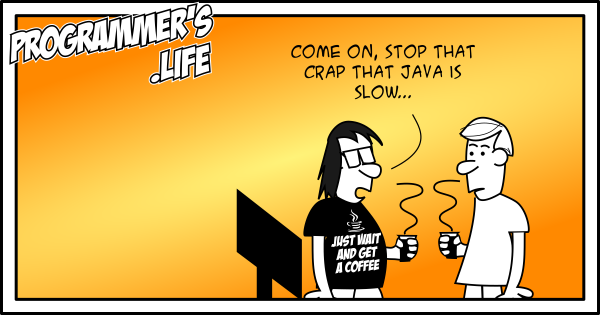 PROGRAMMER'S
.LIFE
COME ON, STOP THAT
CRAP THAT JAVA IS
SLOW...
JUST WAIT
AND GET
A COFFEE